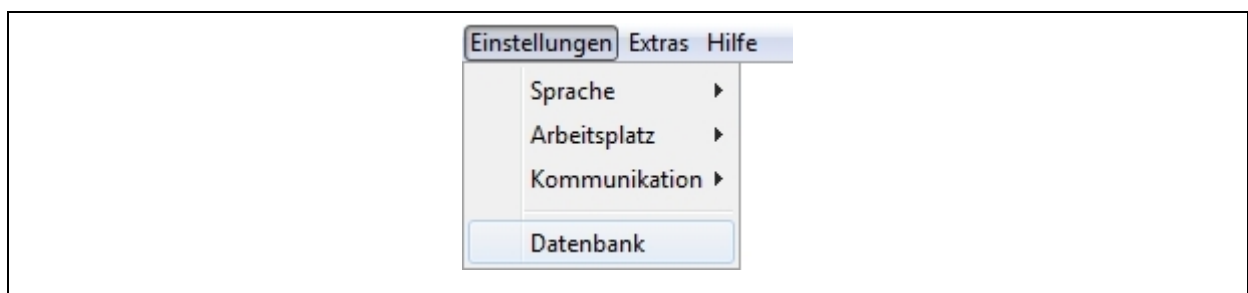 Einstellungen Extras Hilfe
Sprache
Arbeitsplatz
Kommunikation
Datenbank